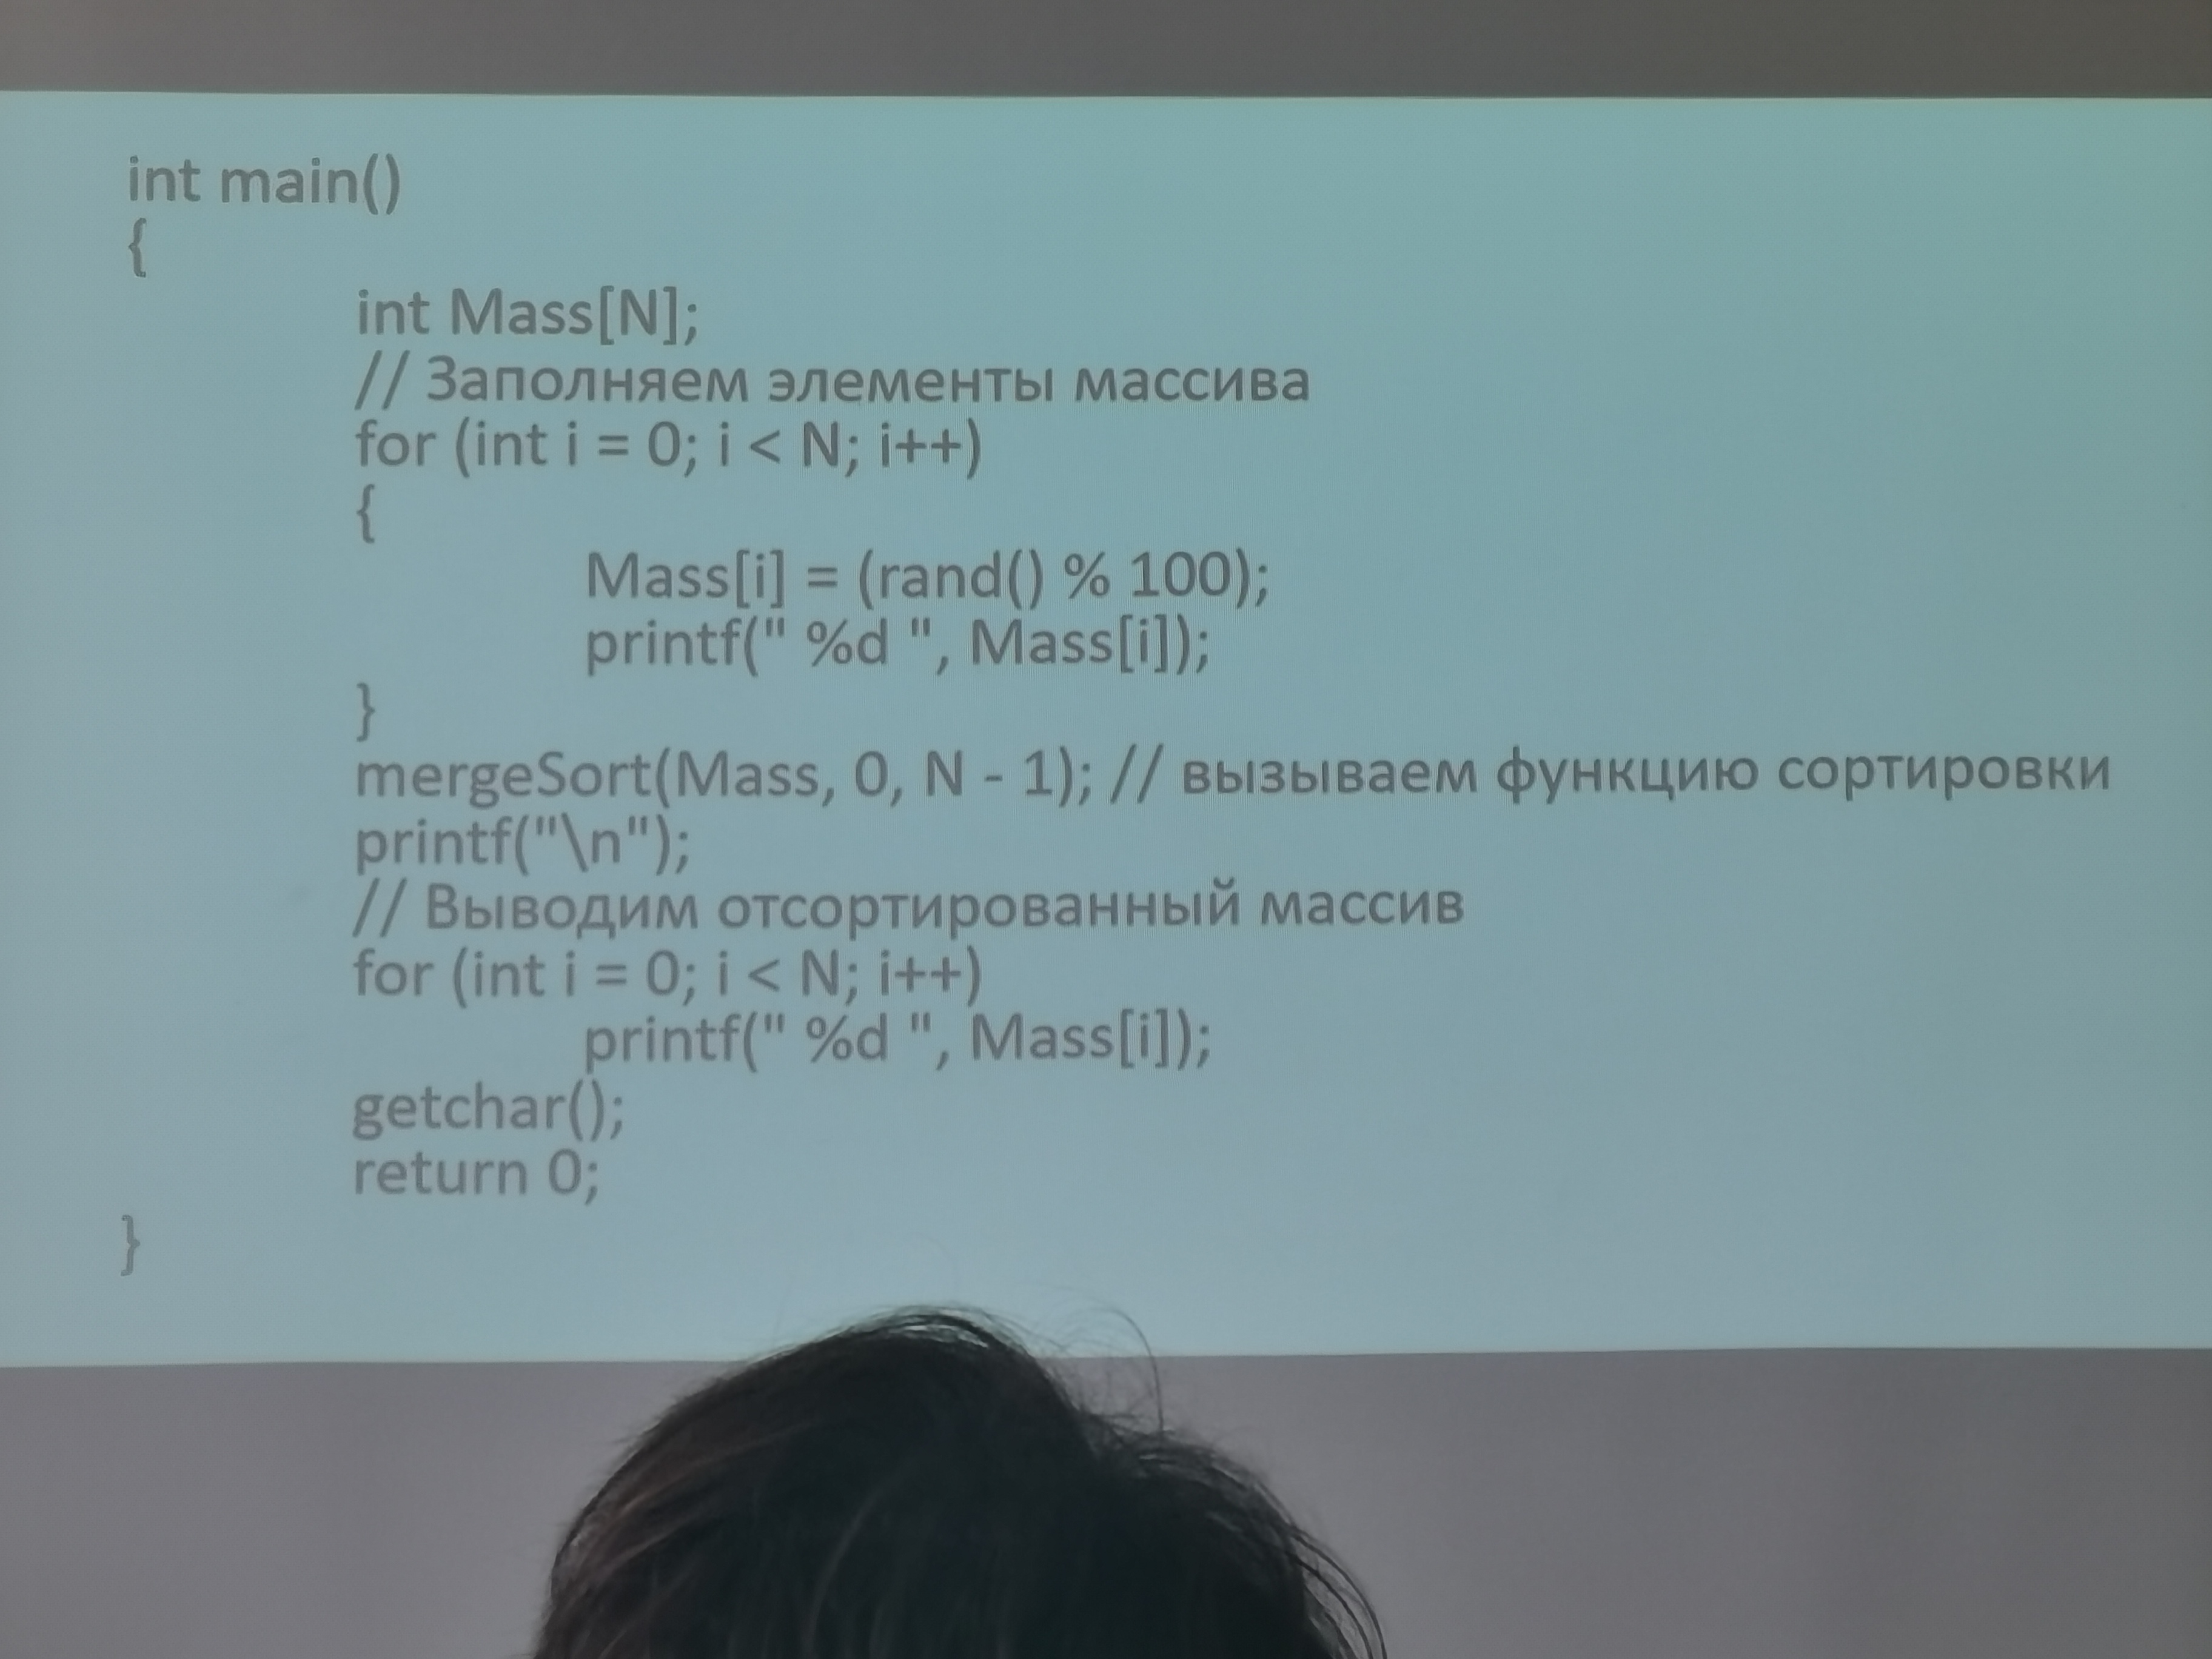 int main()
{
int Mass[N];
// Заполняем элементы массива
for (int i = 0; i < N; i++)
{
Mass[i] = (rand() % 100);
printf(" %d ", Mass[i]);
}
mergeSort(Mass, 0, N - 1); // вызываем функцию сортировки
printf("\n");
// Выводим отсортированный массив
for (int i = 0; i < N; i++)
printf(" %d ", Mass[i]);
getchar();
return 0;
}